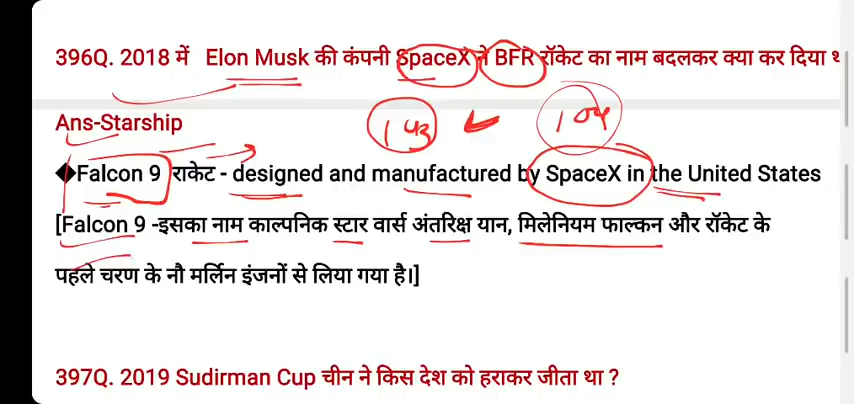 396Q. 2018 में Elon Musk की कंपनी SpaceX ने BFR रॉकेट का नाम बदलकर क्या कर दिया
Ans-Starship
143 104
◆Falcon 9 राकेट - designed and manufactured by SpaceX in the United States
[Falcon 9 -इसका नाम काल्पनिक स्टार वार्स अंतरिक्ष यान, मिलेनियम फाल्कन और रॉकेट के
पहले चरण के नौ मर्लिन इंजनों से लिया गया है।]
397Q. 2019 Sudirman Cup चीन ने किस देश को हराकर जीता था ?